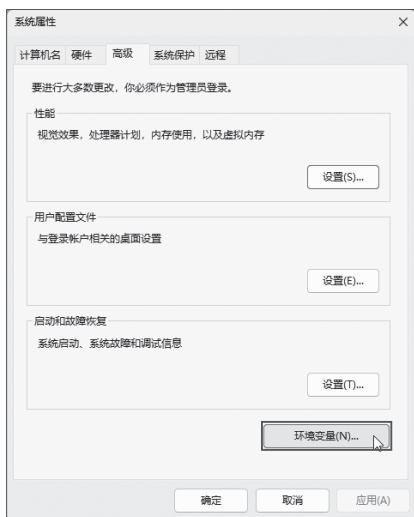 系统属性
计算机名 硬件 高级 系统保护 远程
要进行大多数更改，你必须作为管理员登录。
性能
视觉效果，处理器计划，内存使用，以及虚拟内存
设置(S)...
用户配置文件
与登录帐户相关的桌面设置
设置(E)...
启动和故障恢复
系统启动、系统故障和调试信息
设置(T)...
环境变量(N)...
确定 取消 应用(A)